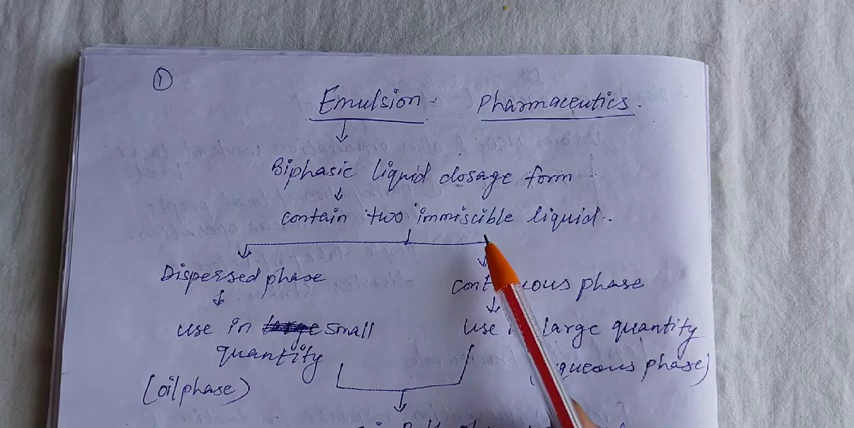 1
Emulsion. Pharmaceutics.
Biphasic liquid dosage form
contain two immiscible liquid.
Dispersed phase
use in small large quantity
quantity phase)
(oil phase)